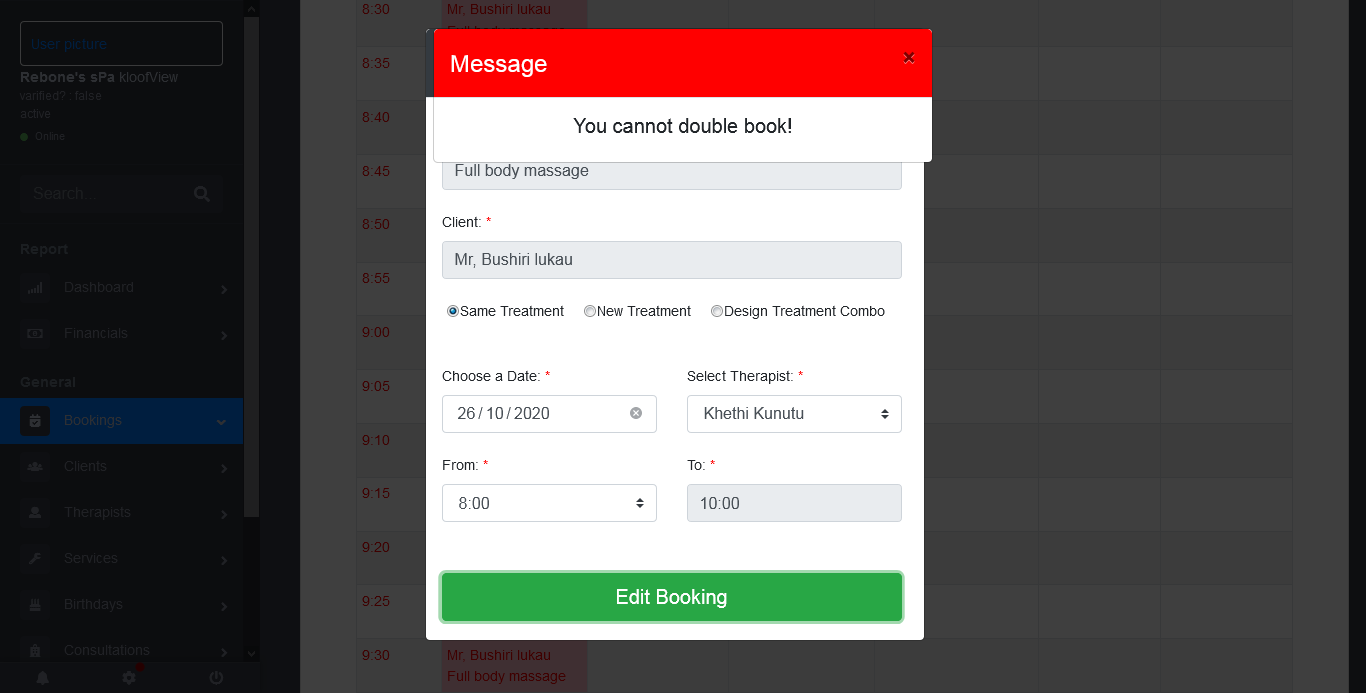 User picture
Rebone's sPa kloofView
varified? : false
active
Online
Search...
Report
Dashboard
Financials
General
Bookings
Clients
Therapists
Services
Birthdays
Consultations
8:30
Mr, Bushiri lukau
Full body massage
8:35
8:40
8:45
8:50
8:55
9:00
9:05
9:10
9:15
9:20
9:25
9:30
Mr, Bushiri lukau
Full body massage
Message
×
You cannot double book!
Full body massage
Client: *
Mr, Bushiri lukau
Same Treatment New Treatment Design Treatment Combo
Choose a Date: * Select Therapist: *
26/10/2020 Khethi Kunutu
From: * To: *
8:00 10:00
Edit Booking